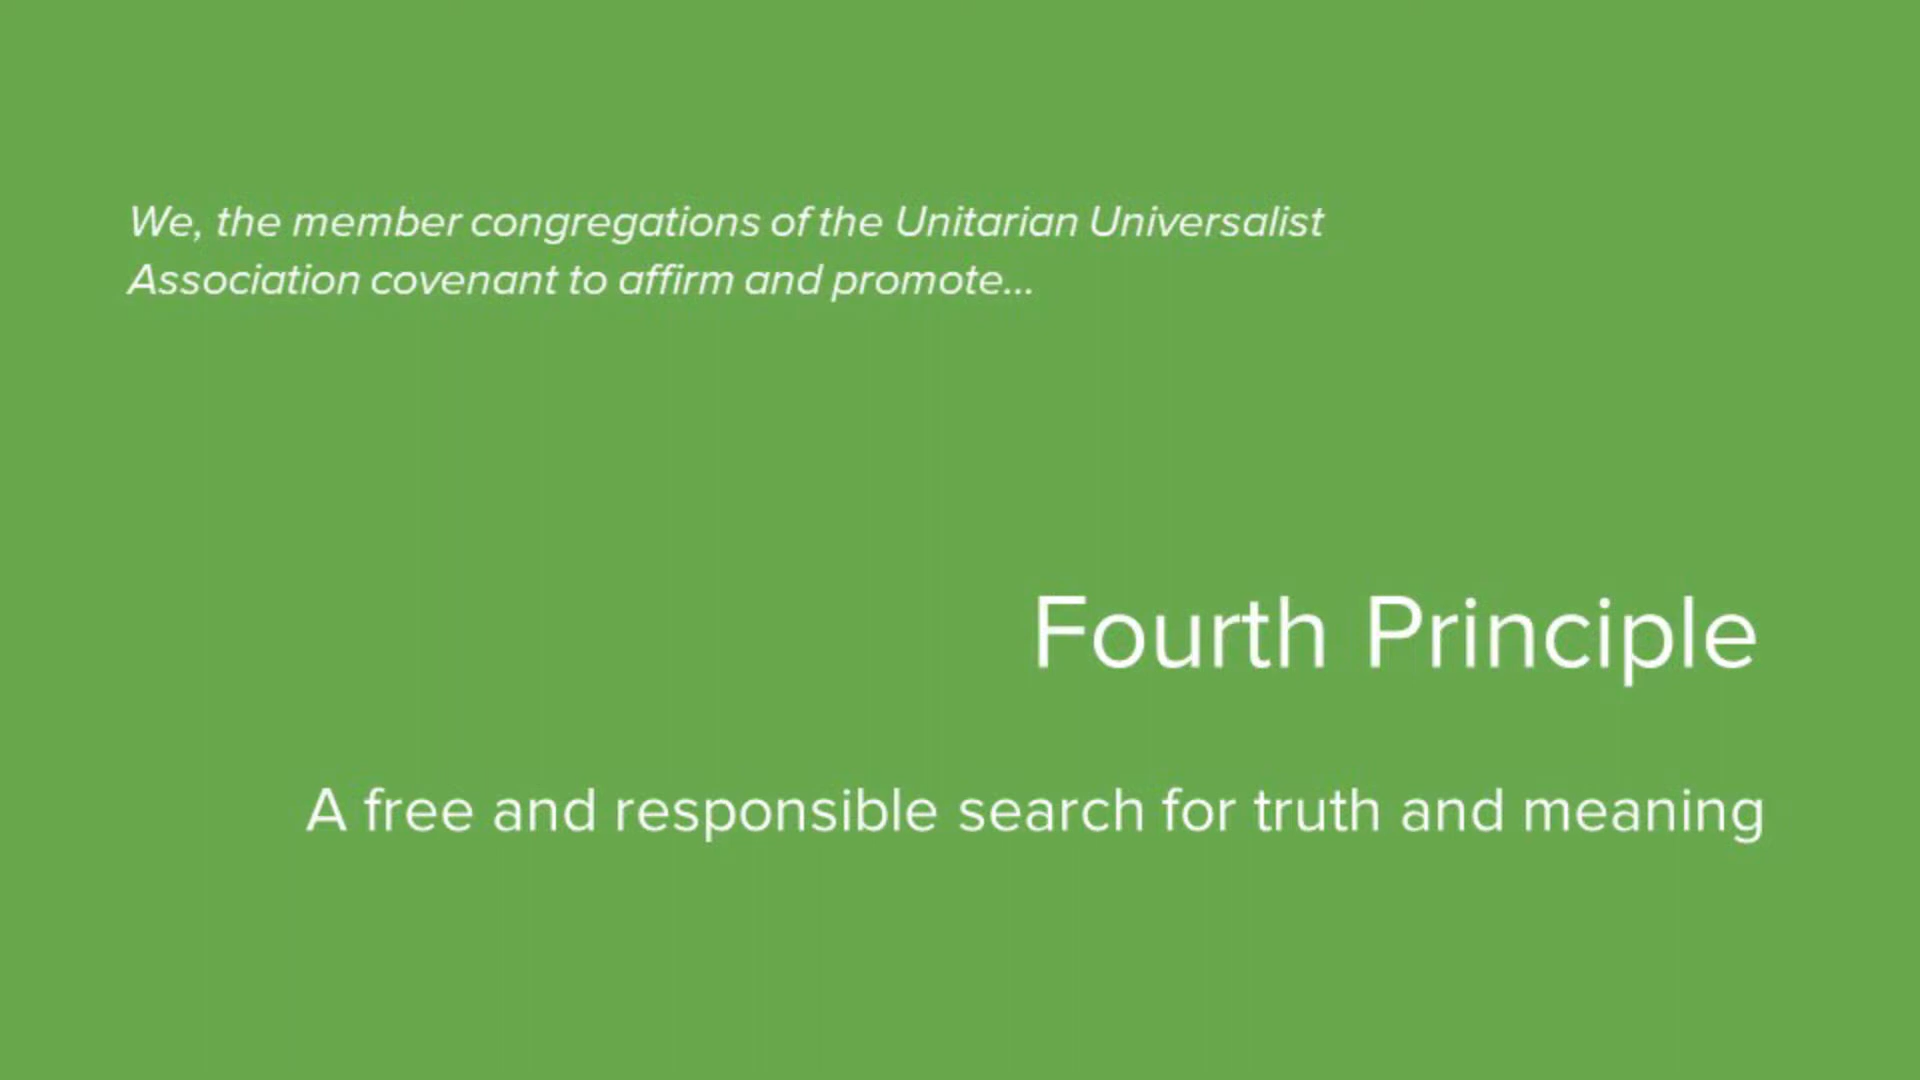 We, the member congregations of the Unitarian Universalist
Association covenant to affirm and promote...
Fourth Principle
A free and responsible search for truth and meaning